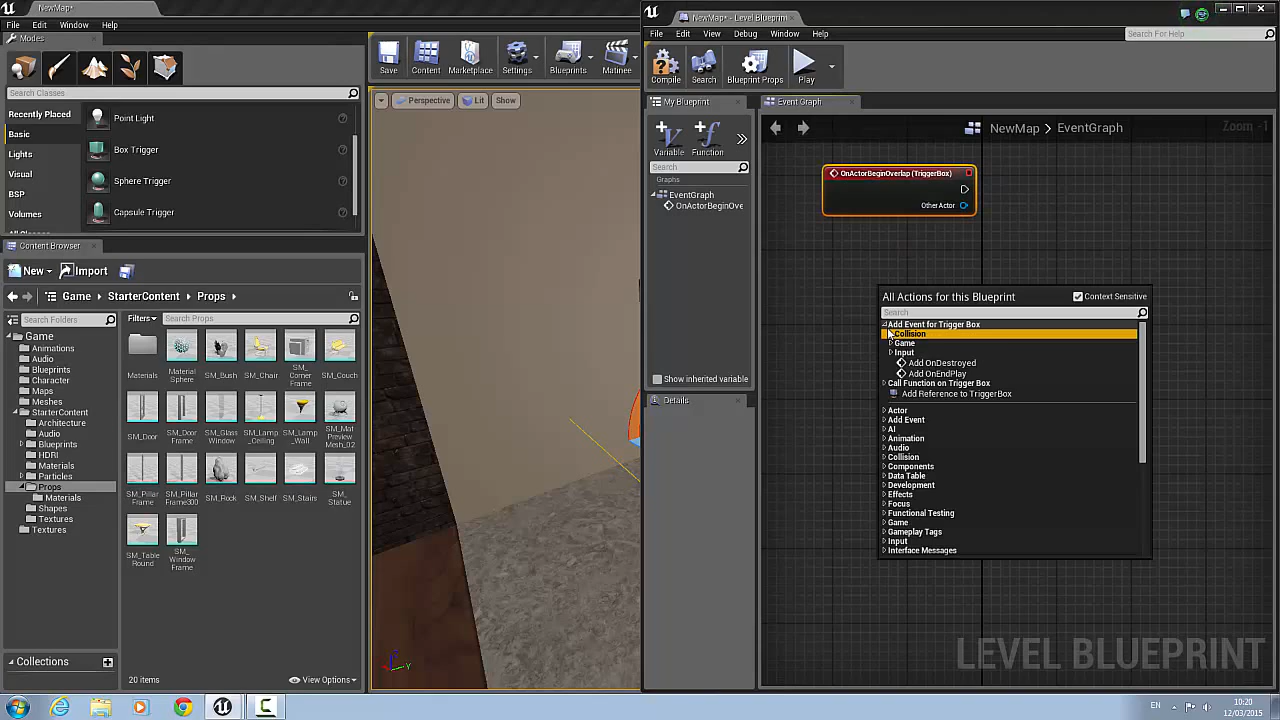 NewMap*
File Edit Window Help
Modes
Search Classes
Recently Placed
Basic
Lights
Visual
BSP
Volumes
Point Light
Box Trigger
Sphere Trigger
Capsule Trigger
Content Browser
New
Import
Game
StarterContent
Props
Search Folders
Filters
Search Props
Game
Animations
Audio
Blueprints
Character
Maps
Meshes
StarterContent
Architecture
Audio
Blueprints
HDRI
Materials
Particles
Props
Materials
Shapes
Textures
Textures
Materials
Material Sphere
SM_Bush
SM_Chair
SM_Corner Frame
SM_Couch
SM_Door
SM_Door Frame
SM_Glass Window
SM_Lamp_Ceiling
SM_Lamp_Wall
SM_Mat Preview Mesh_02
SM_Pillar Frame
SM_Pillar Frame300
SM_Rock
SM_Shelf
SM_Stairs
SM_Statue
SM_Table Round
SM_Window Frame
Collections
20 items
View Options
Save
Content
Marketplace
Settings
Blueprints
Matinee
Perspective
Lit
Show
Y
NewMap* - Level Blueprint
File Edit View Debug Window Help
Search For Help
Compile
Search
Blueprint Props
Play
My Blueprint
Variable
Function
Search
Graphs
EventGraph
OnActorBeginOve
Show inherited variable
Details
Event Graph
NewMap > EventGraph
Zoom -1
OnActorBeginOverlap (TriggerBox)
Other Actor
All Actions for this Blueprint
Context Sensitive
Search
Add Event for Trigger Box
Collision
Game
Input
Add OnDestroyed
Add OnEndPlay
Call Function on Trigger Box
Add Reference to TriggerBox
Actor
Add Event
AI
Animation
Audio
Collision
Components
Data Table
Development
Effects
Focus
Functional Testing
Game
Gameplay Tags
Input
Interface Messages
LEVEL BLUEPRINT
EN
10:20
12/03/2015